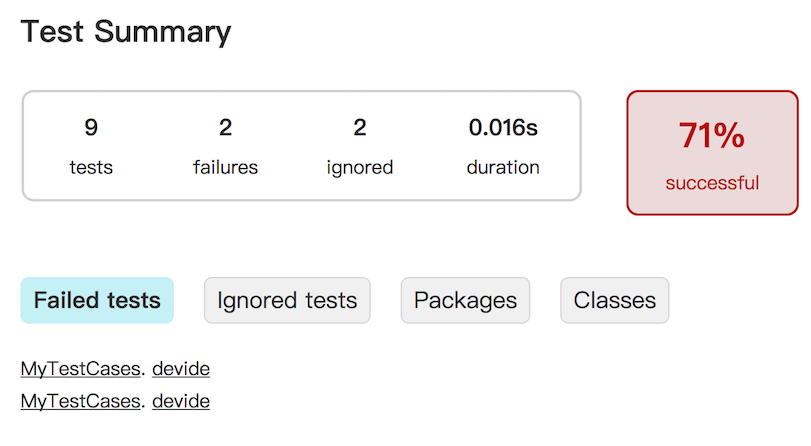 Test Summary
9 2 2 0.016s
tests failures ignored duration
71%
successful
Failed tests Ignored tests Packages Classes
MyTestCases. devide
MyTestCases. devide